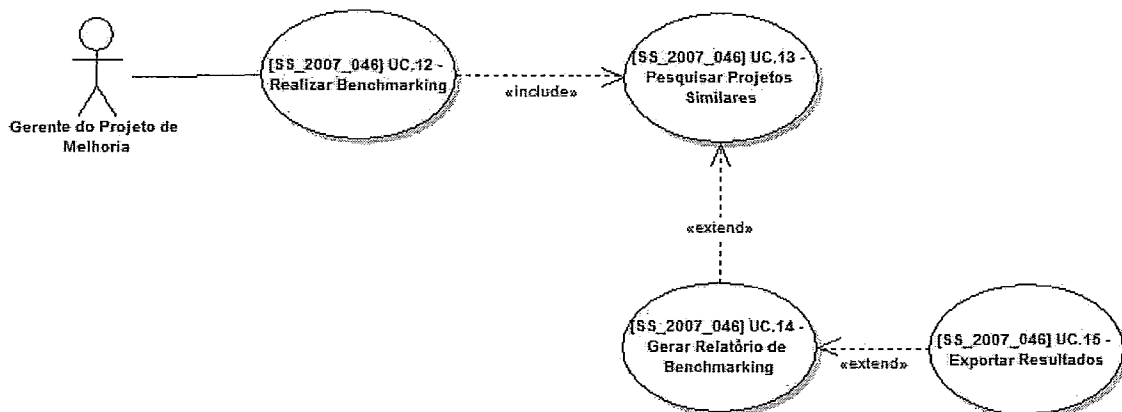 [SS_2007_046] UC.12 -
Realizar Benchmarking
«include»
[SS_2007_046] UC.13 -
Pesquisar Projetos
Similares
Gerente do Projeto de
Melhoria
«extend»
[SS_2007_046] UC.14 -
Gerar Relatório de
Benchmarking
«extend»
[SS_2007_046] UC.15 -
Exportar Resultados